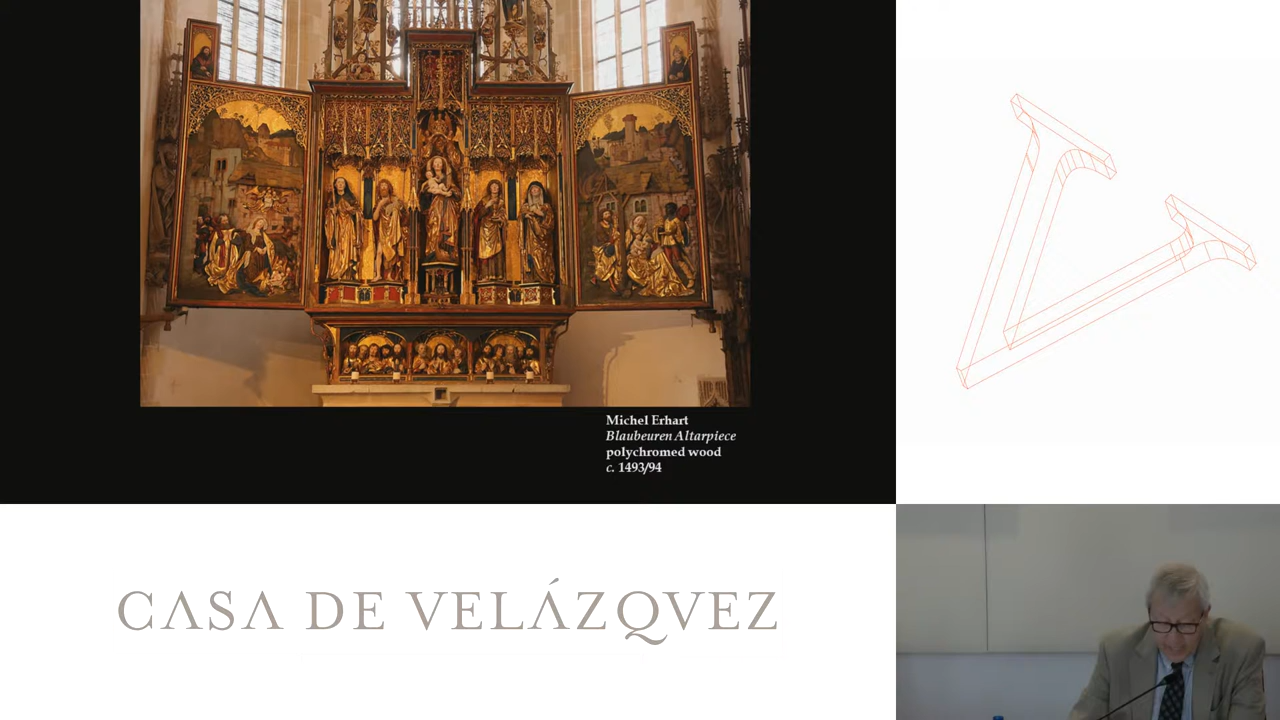 Michel Erhart
Blaubeuren Altarpiece
polychromed wood
c. 1493/94
CASA DE VELÁZQVEZ